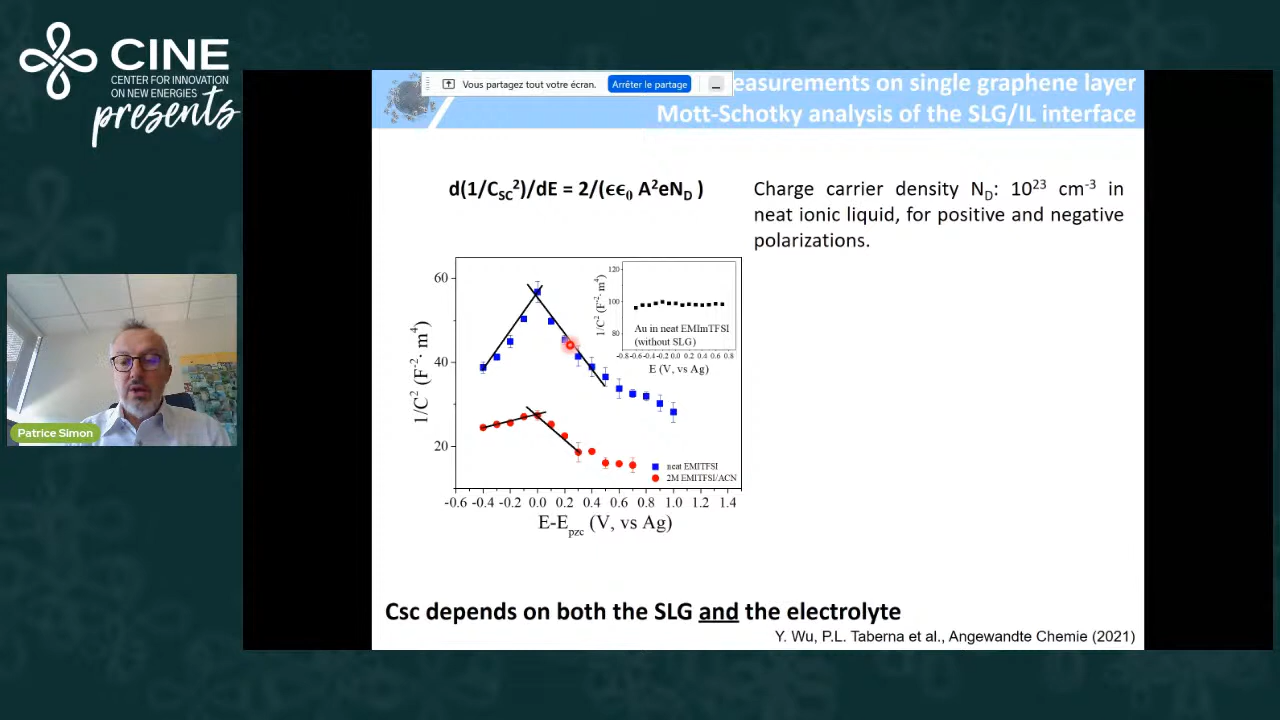 CINE
CENTER FOR INNOVATION
ON NEW ENERGIES
presents
Vous partagez tout votre écran.
Arrêter le partage
easurements on single graphene layer
Mott-Schotky analysis of the SLG/IL interface
d(1/C_SC²)/dE = 2/(ϵϵ₀ A²eN_D )
Charge carrier density N_D: 10²³ cm⁻³ in
neat ionic liquid, for positive and negative
polarizations.
1/C² (F⁻²· m⁴)
60
40
20
-0.6 -0.4 -0.2 0.0 0.2 0.4 0.6 0.8 1.0 1.2 1.4
E-E_pzc (V, vs Ag)
1/C² (F⁻²· m⁴)
120
100
80
Au in neat EMImTFSI
(without SLG)
-0.8 -0.6 -0.4 -0.2 0.0 0.2 0.4 0.6 0.8
E (V, vs Ag)
neat EMITFSI
2M EMITFSI/ACN
Patrice Simon
Csc depends on both the SLG and the electrolyte
Y. Wu, P.L. Taberna et al., Angewandte Chemie (2021)